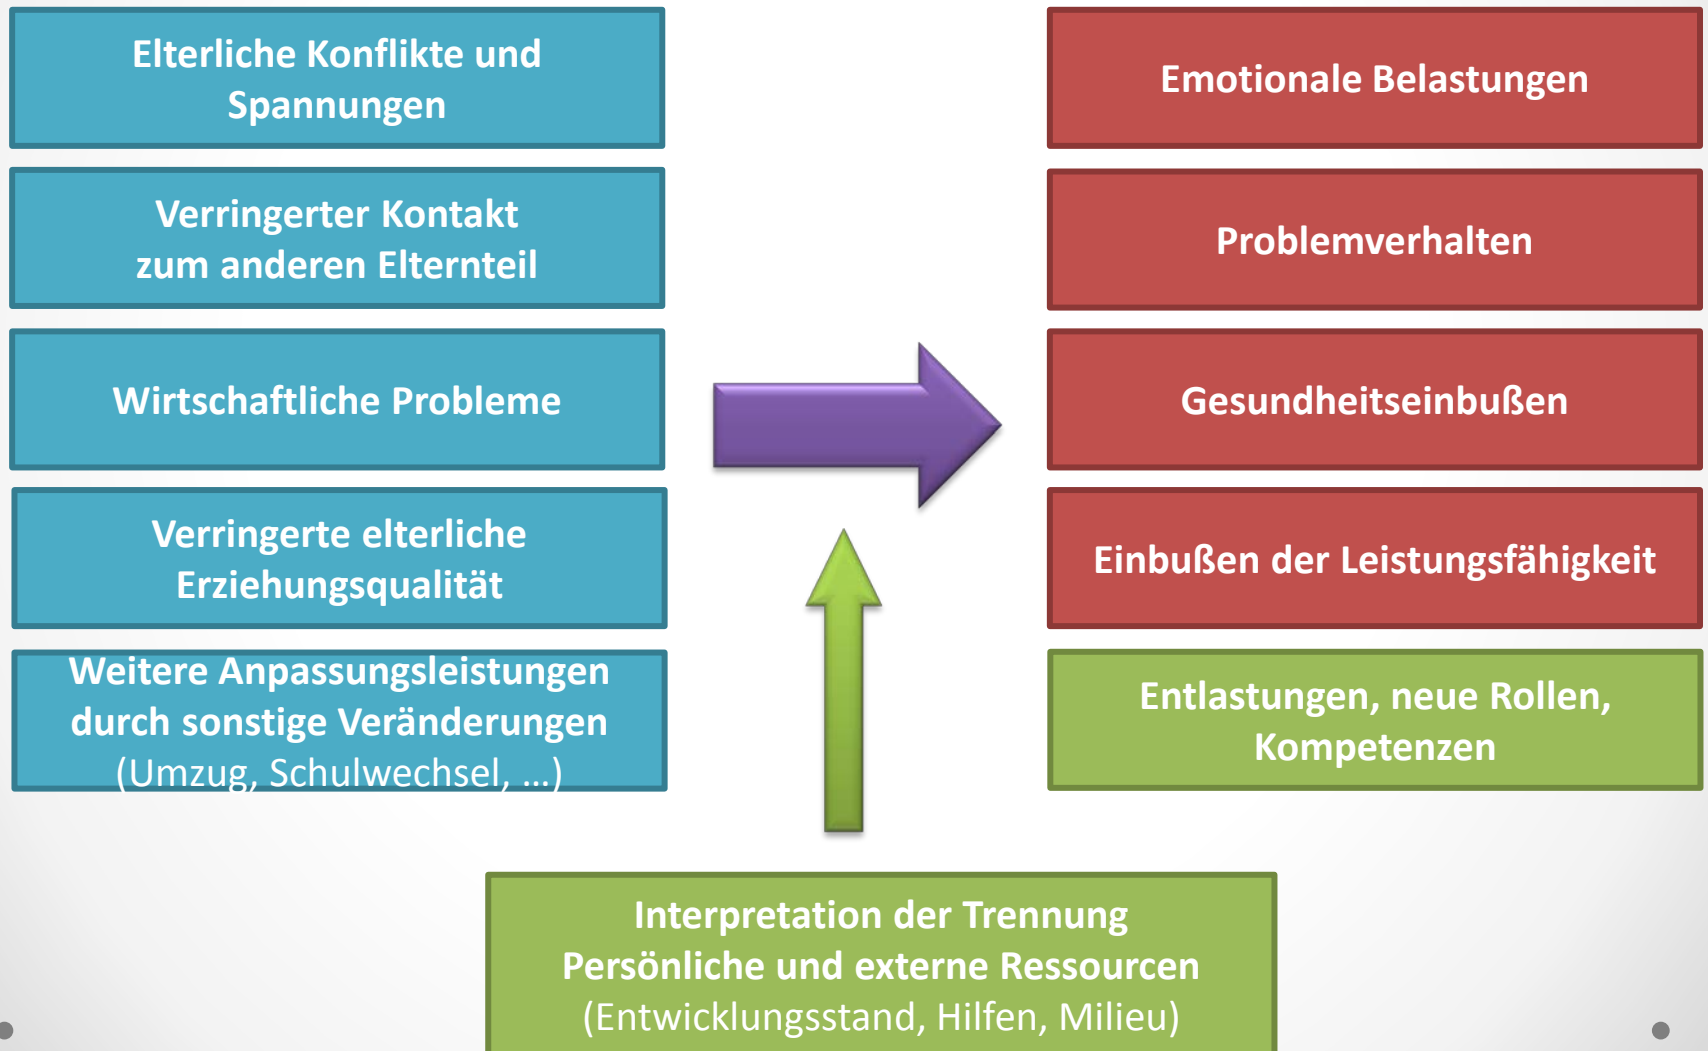 Elterliche Konflikte und
Spannungen
Verringerter Kontakt
zum anderen Elternteil
Wirtschaftliche Probleme
Verringerte elterliche
Erziehungsqualität
Weitere Anpassungsleistungen
durch sonstige Veränderungen
(Umzug, Schulwechsel, …)
Emotionale Belastungen
Problemverhalten
Gesundheitseinbußen
Einbußen der Leistungsfähigkeit
Entlastungen, neue Rollen,
Kompetenzen
Interpretation der Trennung
Persönliche und externe Ressourcen
(Entwicklungsstand, Hilfen, Milieu)